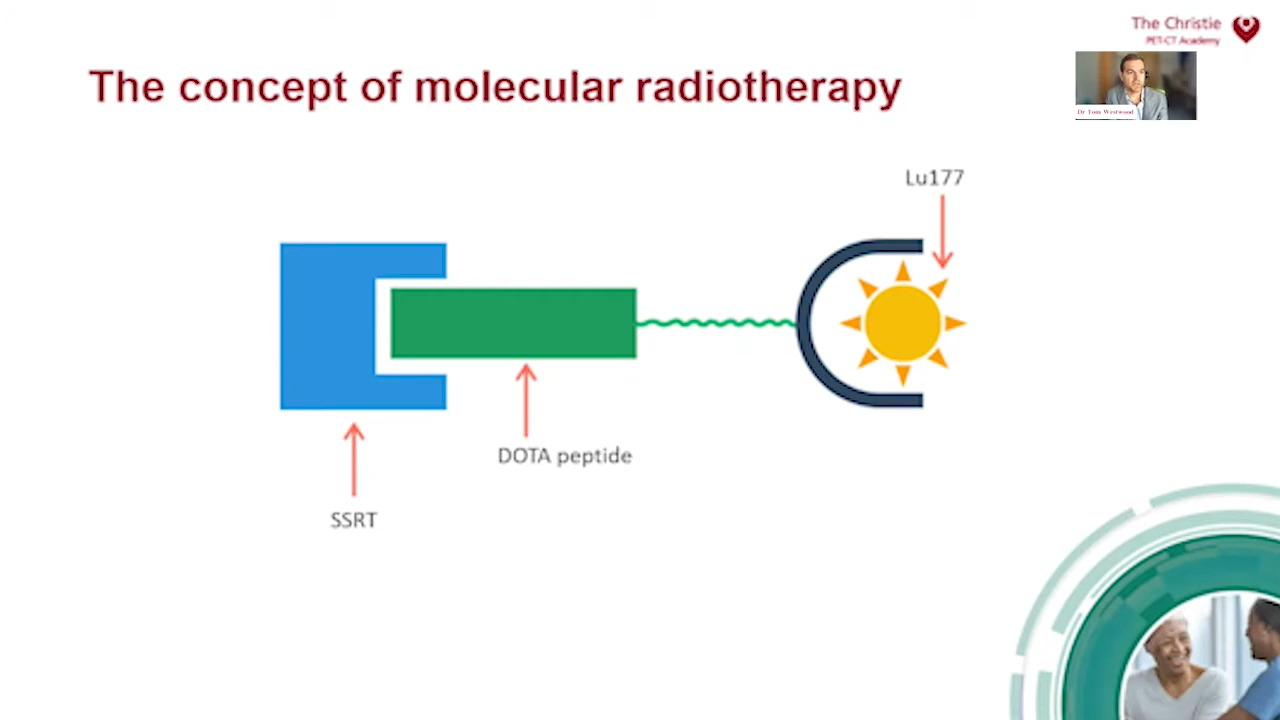 The Christie
PET-CT Academy
The concept of molecular radiotherapy
Dr Tom Westwood
Lu177
DOTA peptide
SSRT